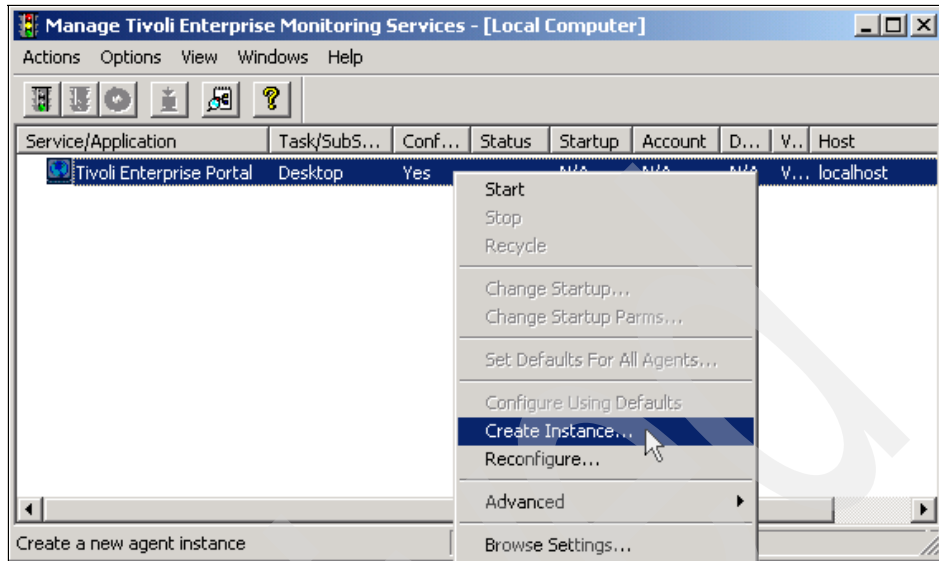 Manage Tivoli Enterprise Monitoring Services - [Local Computer]
Actions Options View Windows Help
Service/Application Task/SubS... Conf... Status Startup Account D... V.. Host
Tivoli Enterprise Portal Desktop Yes N/A N/A N/A V... localhost
Start
Stop
Recycle
Change Startup...
Change Startup Parms...
Set Defaults For All Agents...
Configure Using Defaults
Create Instance...
Reconfigure...
Advanced
Browse Settings...
Create a new agent instance